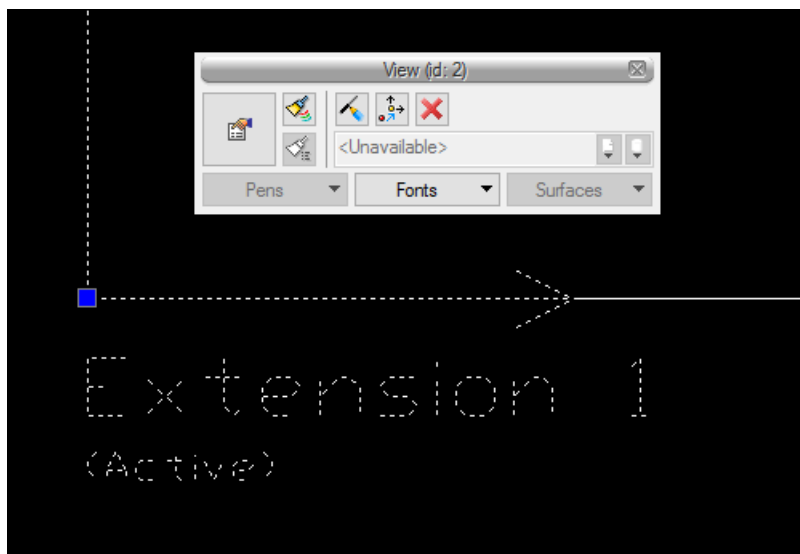 View (id: 2)
<Unavailable>
Pens Fonts Surfaces
Extension 1
(Active)